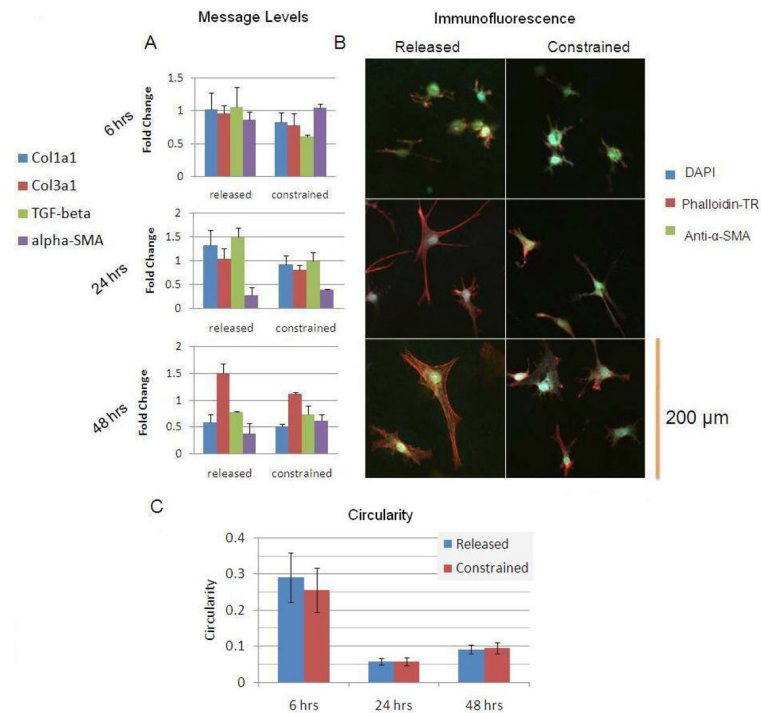 Message Levels
Immunofluorescence
A
B
Released
Constrained
6 hrs
Fold Change
1.5
1
0.5
0
released
constrained
Col1a1
Col3a1
TGF-beta
alpha-SMA
DAPI
Phalloidin-TR
Anti-α-SMA
24 hrs
Fold Change
2
1.5
1
0.5
0
released
constrained
48 hrs
Fold Change
2
1.5
1
0.5
0
released
constrained
200 µm
C
Circularity
Circularity
0.4
0.3
0.2
0.1
0
Released
Constrained
6 hrs
24 hrs
48 hrs